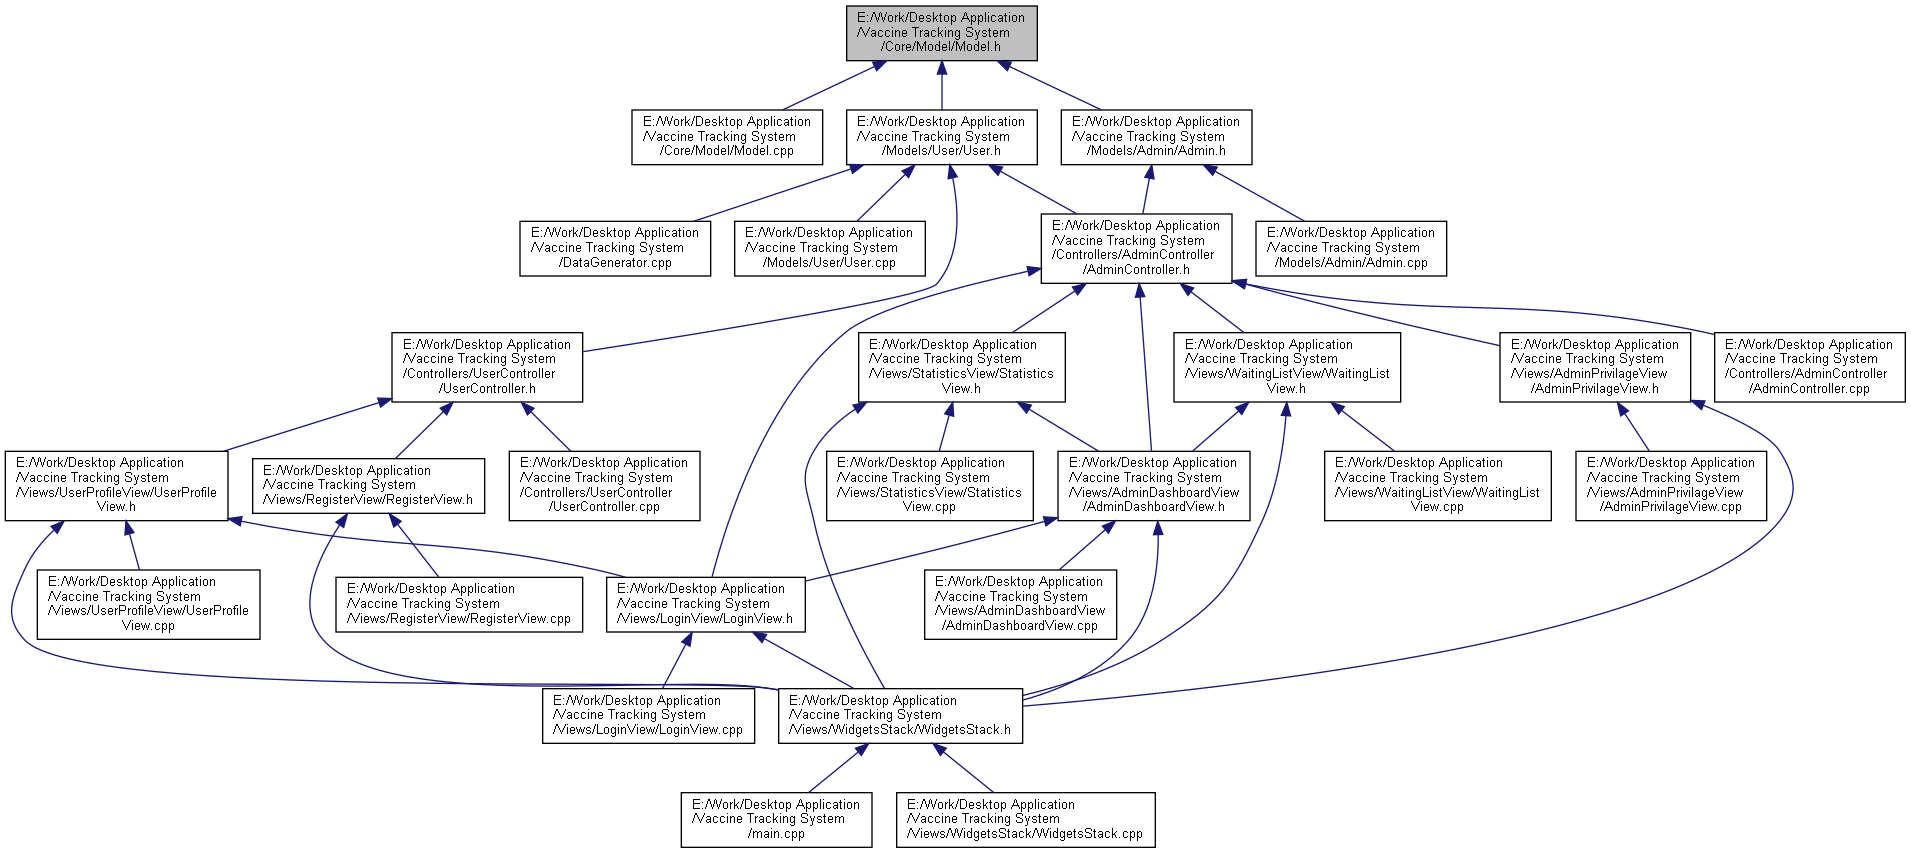 E:/Work/Desktop Application
/Vaccine Tracking System
/Core/Model/Model.h
E:/Work/Desktop Application
/Vaccine Tracking System
/Core/Model/Model.cpp
E:/Work/Desktop Application
/Vaccine Tracking System
/Models/User/User.h
E:/Work/Desktop Application
/Vaccine Tracking System
/Models/Admin/Admin.h
E:/Work/Desktop Application
/Vaccine Tracking System
/DataGenerator.cpp
E:/Work/Desktop Application
/Vaccine Tracking System
/Models/User/User.cpp
E:/Work/Desktop Application
/Vaccine Tracking System
/Controllers/AdminController
/AdminController.h
E:/Work/Desktop Application
/Vaccine Tracking System
/Models/Admin/Admin.cpp
E:/Work/Desktop Application
/Vaccine Tracking System
/Controllers/UserController
/UserController.h
E:/Work/Desktop Application
/Vaccine Tracking System
/Views/StatisticsView/Statistics
View.h
E:/Work/Desktop Application
/Vaccine Tracking System
/Views/WaitingListView/WaitingList
View.h
E:/Work/Desktop Application
/Vaccine Tracking System
/Views/AdminPrivilageView
/AdminPrivilageView.h
E:/Work/Desktop Application
/Vaccine Tracking System
/Controllers/AdminController
/AdminController.cpp
E:/Work/Desktop Application
/Vaccine Tracking System
/Views/UserProfileView/UserProfile
View.h
E:/Work/Desktop Application
/Vaccine Tracking System
/Views/RegisterView/RegisterView.h
E:/Work/Desktop Application
/Vaccine Tracking System
/Controllers/UserController
/UserController.cpp
E:/Work/Desktop Application
/Vaccine Tracking System
/Views/StatisticsView/Statistics
View.cpp
E:/Work/Desktop Application
/Vaccine Tracking System
/Views/AdminDashboardView
/AdminDashboardView.h
E:/Work/Desktop Application
/Vaccine Tracking System
/Views/WaitingListView/WaitingList
View.cpp
E:/Work/Desktop Application
/Vaccine Tracking System
/Views/AdminPrivilageView
/AdminPrivilageView.cpp
E:/Work/Desktop Application
/Vaccine Tracking System
/Views/UserProfileView/UserProfile
View.cpp
E:/Work/Desktop Application
/Vaccine Tracking System
/Views/RegisterView/RegisterView.cpp
E:/Work/Desktop Application
/Vaccine Tracking System
/Views/LoginView/LoginView.h
E:/Work/Desktop Application
/Vaccine Tracking System
/Views/AdminDashboardView
/AdminDashboardView.cpp
E:/Work/Desktop Application
/Vaccine Tracking System
/Views/LoginView/LoginView.cpp
E:/Work/Desktop Application
/Vaccine Tracking System
/Views/WidgetsStack/WidgetsStack.h
E:/Work/Desktop Application
/Vaccine Tracking System
/main.cpp
E:/Work/Desktop Application
/Vaccine Tracking System
/Views/WidgetsStack/WidgetsStack.cpp